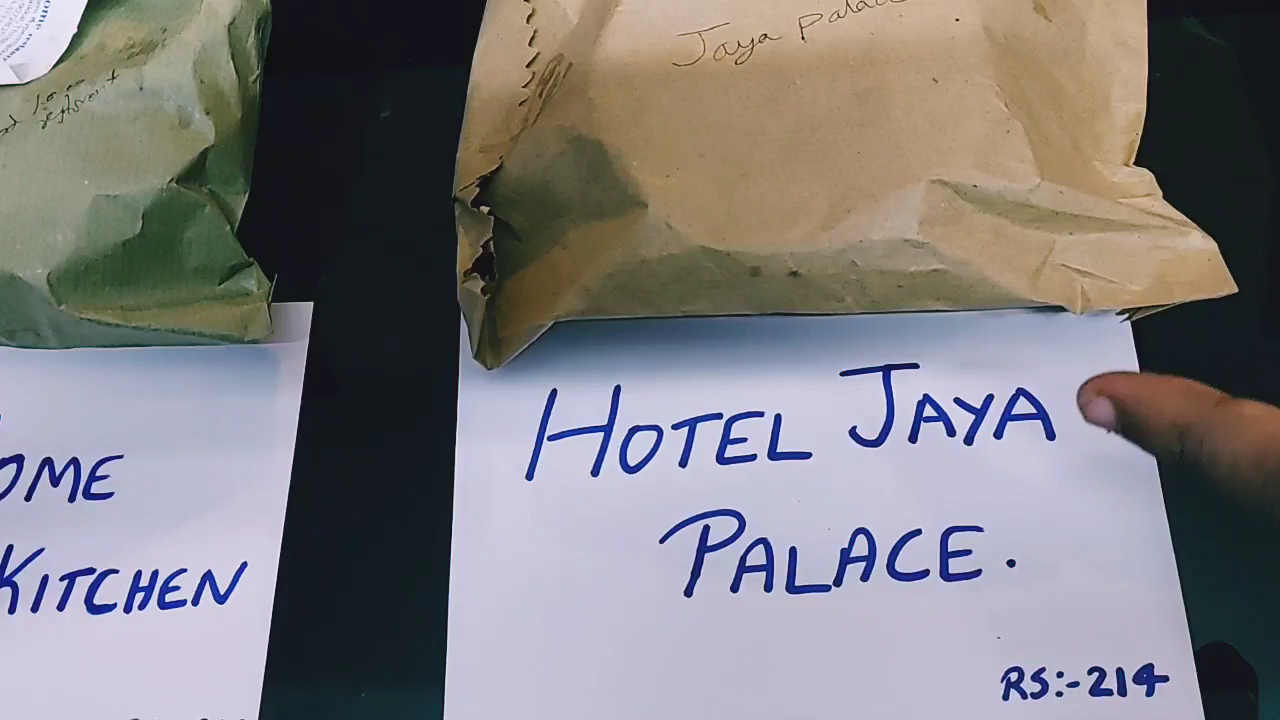 Jaya palace
HOTEL JAYA
PALACE.
RS:-214
OME
KITCHEN